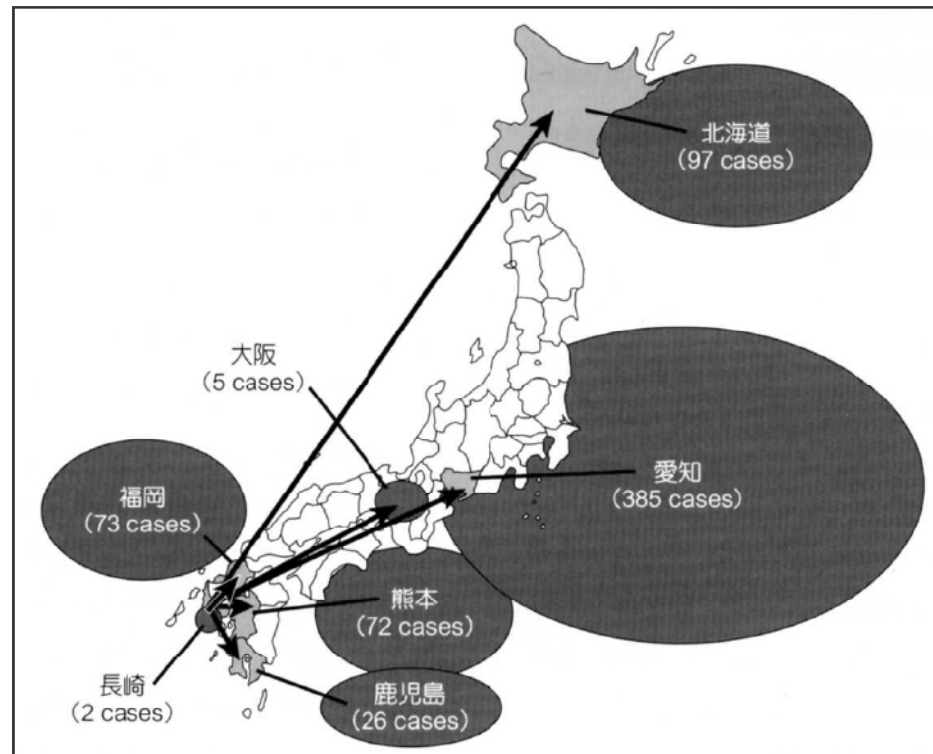 北海道
(97 cases)
大阪
(5 cases)
愛知
(385 cases)
福岡
(73 cases)
熊本
(72 cases)
長崎
(2 cases)
鹿児島
(26 cases)